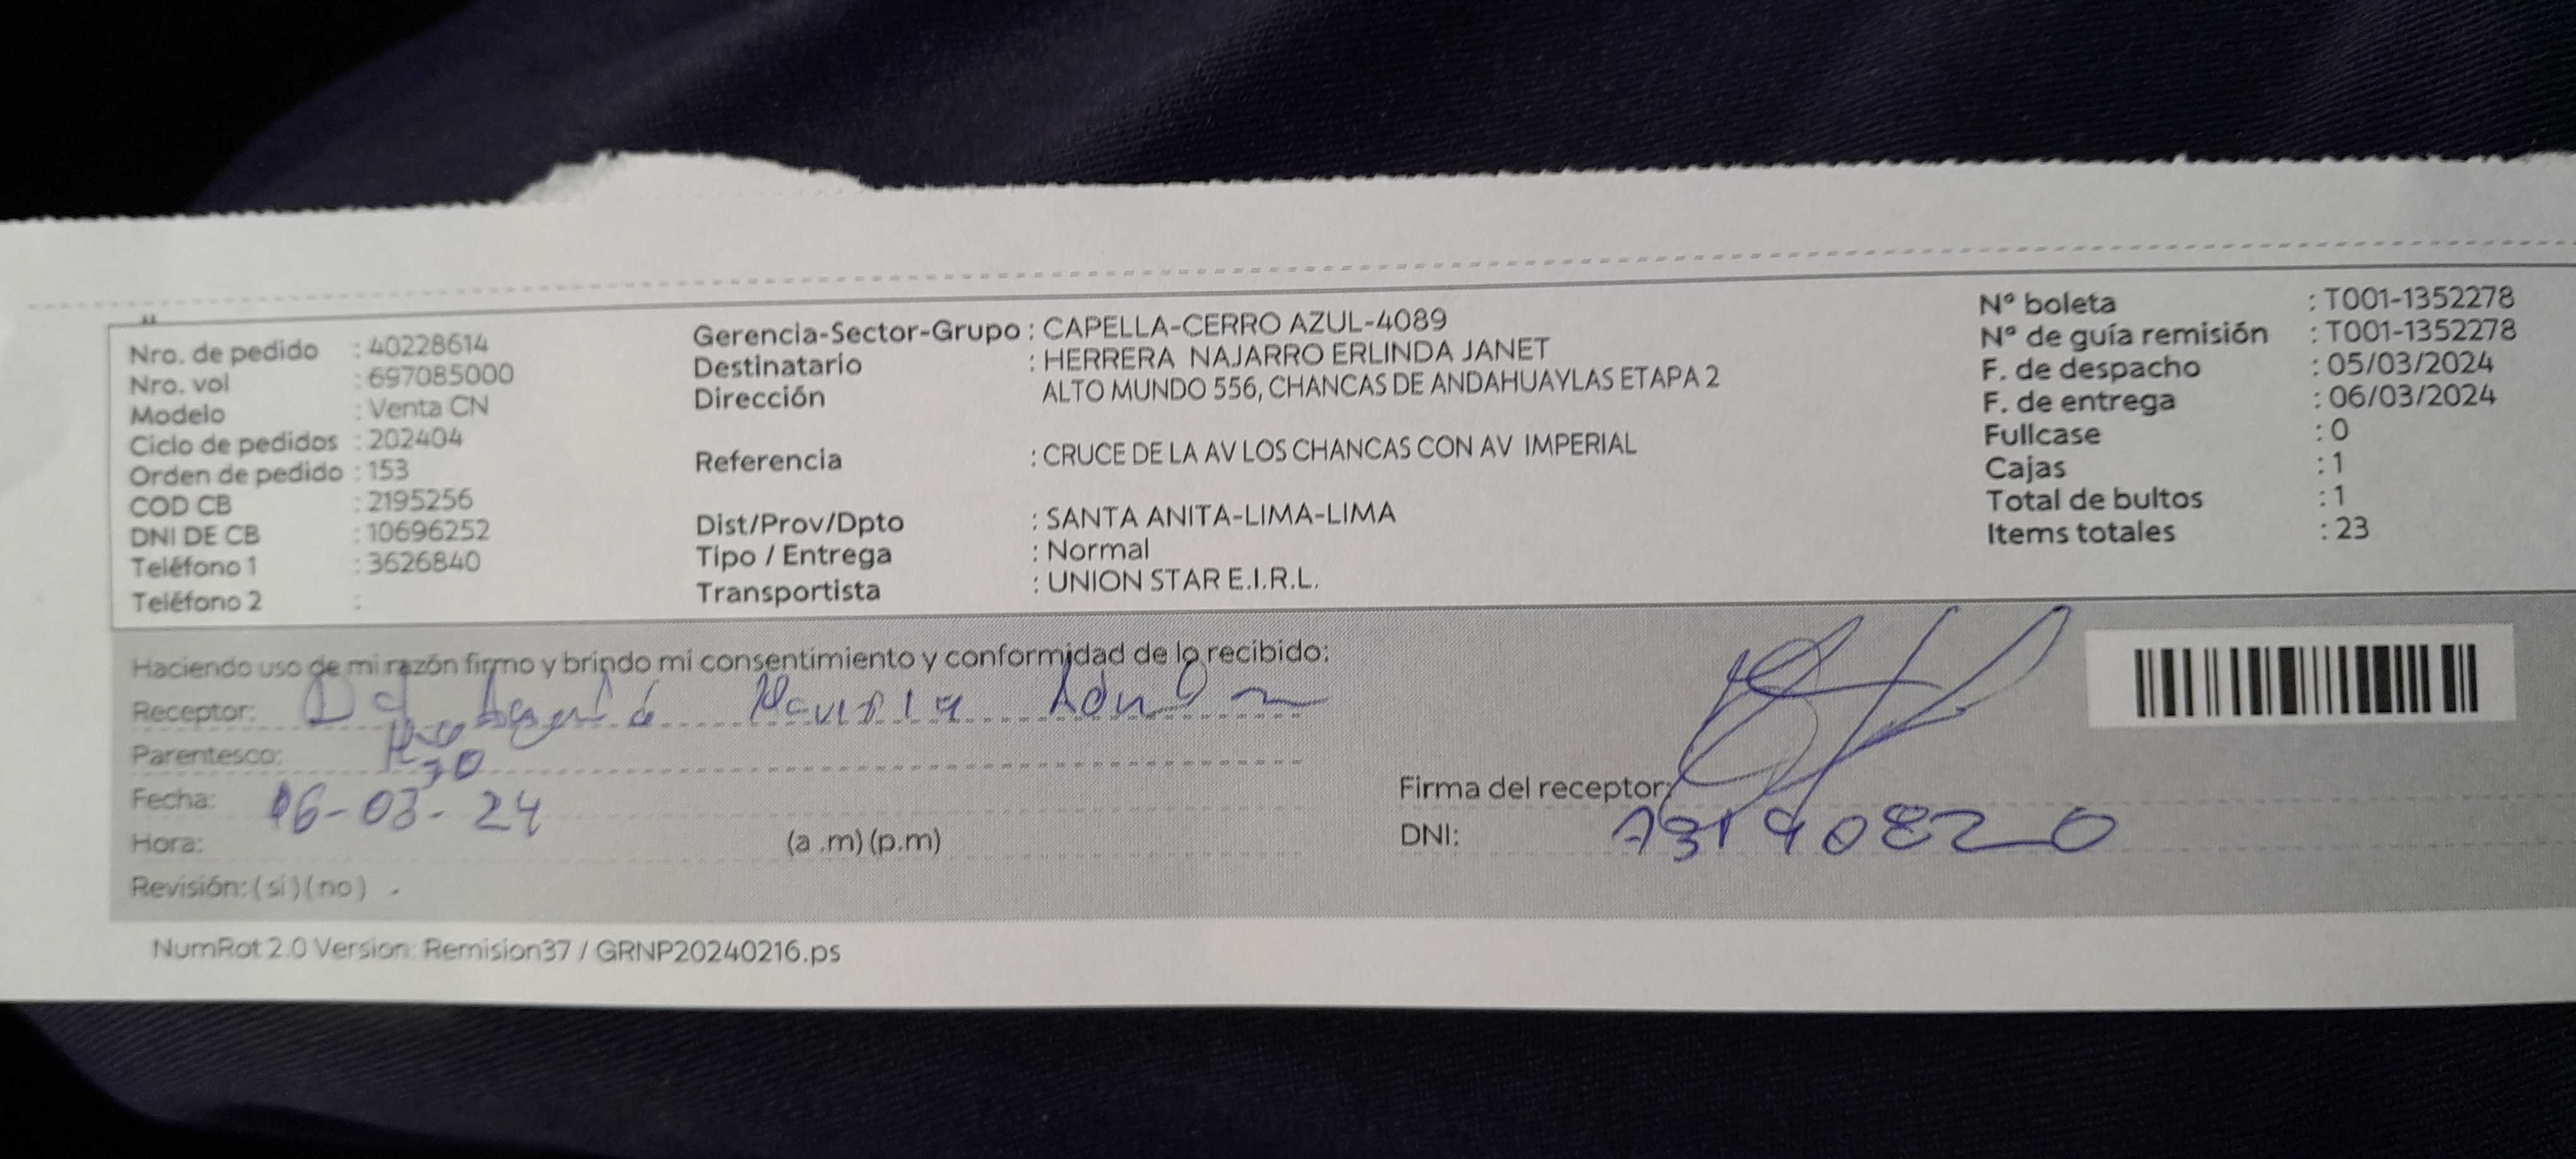 Nro. de pedido : 40228614
Nro. vol : 697085000
Modelo : Venta CN
Ciclo de pedidos : 202404
Orden de pedido : 153
COD CB : 2195256
DNI DE CB : 10696252
Teléfono 1 : 3626840
Teléfono 2 :
Gerencia-Sector-Grupo : CAPELLA-CERRO AZUL-4089
Destinatario : HERRERA NAJARRO ERLINDA JANET
Dirección ALTO MUNDO 556, CHANCAS DE ANDAHUAYLAS ETAPA 2
Referencia : CRUCE DE LA AV LOS CHANCAS CON AV IMPERIAL
Dist/Prov/Dpto : SANTA ANITA-LIMA-LIMA
Tipo / Entrega : Normal
Transportista : UNION STAR E.I.R.L.
Nº boleta : T001-1352278
Nº de guía remisión : T001-1352278
F. de despacho : 05/03/2024
F. de entrega : 06/03/2024
Fullcase : 0
Cajas : 1
Total de bultos : 1
Items totales : 23
Haciendo uso de mi razón firmo y brindo mi consentimiento y conformidad de lo recibido:
Receptor:
Parentesco:
Fecha: 06-03-24
Hora: (a .m) (p.m)
Revisión: (si) (no)
Firma del receptor:
DNI:
NumRot 2.0 Version: Remision37 / GRNP20240216.ps